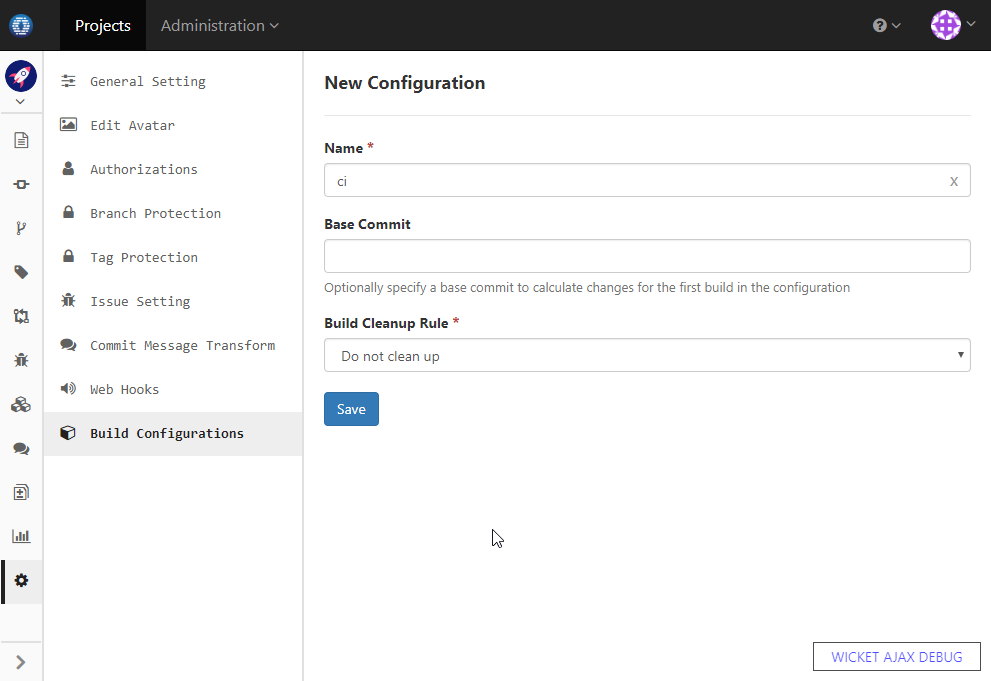 Projects
Administration
General Setting
Edit Avatar
Authorizations
Branch Protection
Tag Protection
Issue Setting
Commit Message Transform
Web Hooks
Build Configurations
New Configuration
Name *
ci
x
Base Commit
Optionally specify a base commit to calculate changes for the first build in the configuration
Build Cleanup Rule *
Do not clean up
Save
WICKET AJAX DEBUG